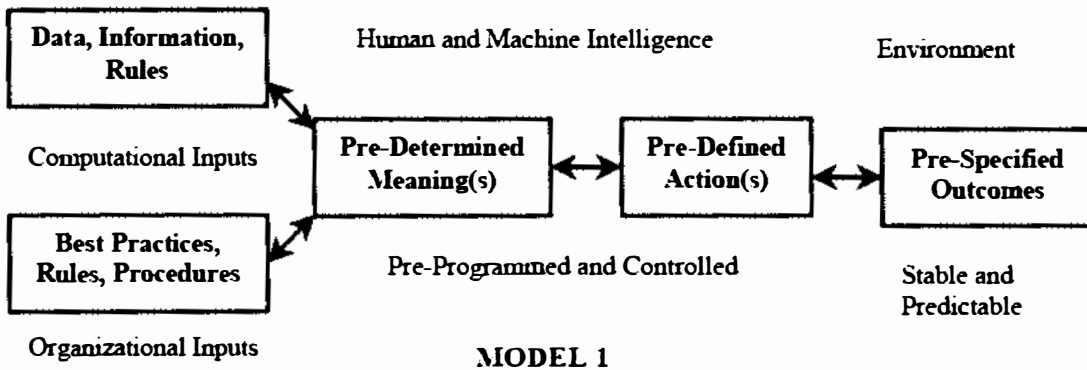 Data, Information,
Rules
Human and Machine Intelligence
Environment
Computational Inputs
Pre-Determined
Meaning(s)
Pre-Defined
Action(s)
Pre-Specified
Outcomes
Best Practices,
Rules, Procedures
Pre-Programmed and Controlled
Stable and
Predictable
Organizational Inputs
MODEL 1